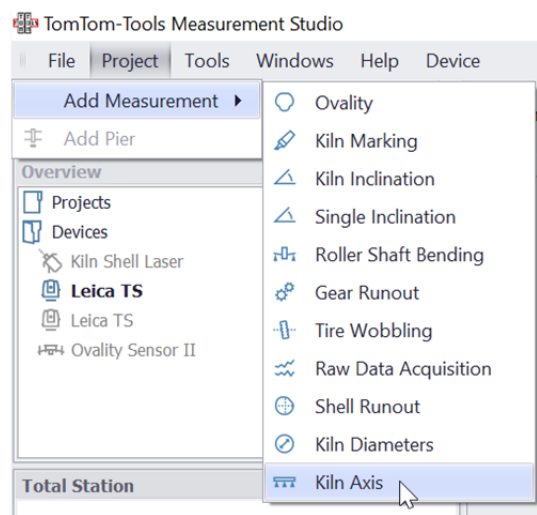 TomTom-Tools Measurement Studio
File Project Tools Windows Help Device
Add Measurement
Add Pier
Overview
Projects
Devices
Kiln Shell Laser
Leica TS
Leica TS
Ovality Sensor II
Total Station
Ovality
Kiln Marking
Kiln Inclination
Single Inclination
Roller Shaft Bending
Gear Runout
Tire Wobbling
Raw Data Acquisition
Shell Runout
Kiln Diameters
Kiln Axis